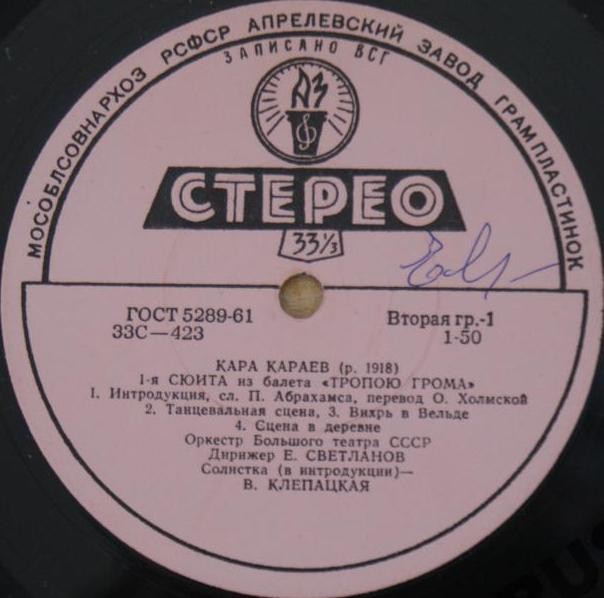 МОСОБЛСОВНАРХОЗ РСФСР АПРЕЛЕВСКИЙ ЗАВОД ГРАМПЛАСТИНОК
ЗАПИСАНО ВСГ
АЗ
СТЕРЕО
33⅓
ГОСТ 5289-61
33С—423
Вторая гр.-1
1-50
КАРА КАРАЕВ (р. 1918)
1-я СЮИТА из балета «ТРОПОЮ ГРОМА»
1. Интродукция, сл. П. Абрахамса, перевод О. Холмской
2. Танцевальная сцена, 3. Вихрь в Вельде
4. Сцена в деревне
Оркестр Большого театра СССР
Дирижер Е. СВЕТЛАНОВ
Солистка (в интродукции)—
В. КЛЕПАЦКАЯ